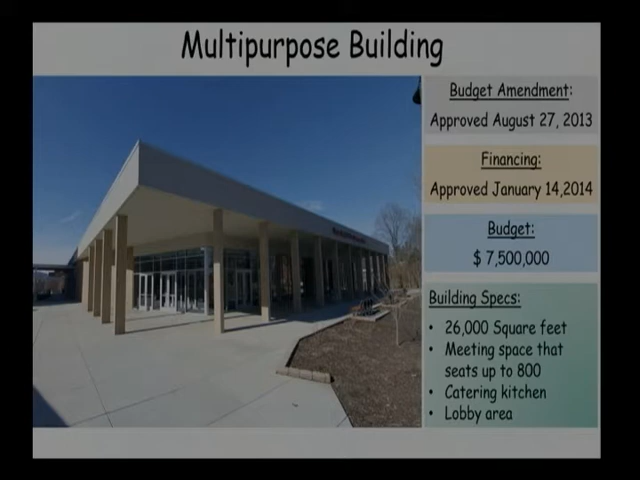 Multipurpose Building
Budget Amendment:
Approved August 27, 2013
Financing:
Approved January 14,2014
Budget:
$ 7,500,000
Building Specs:
• 26,000 Square feet
• Meeting space that
seats up to 800
• Catering kitchen
• Lobby area